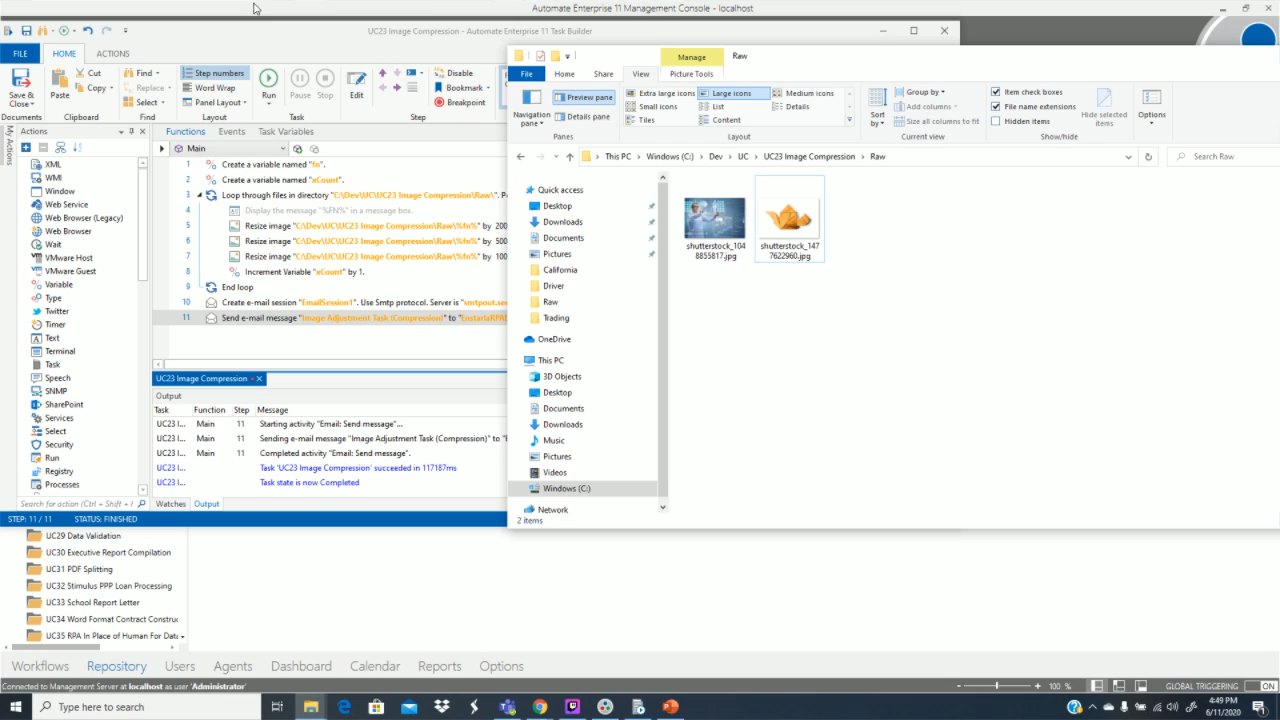 Automate Enterprise 11 Management Console - localhost
UC23 Image Compression - Automate Enterprise 11 Task Builder
FILE HOME ACTIONS
Save & Close
Documents
Paste
Cut
Copy
Clipboard
Find
Replace
Select
Find
Step numbers
Word Wrap
Panel Layout
Layout
Run
Pause
Stop
Task
Edit
Disable
Bookmark
Breakpoint
Step
My Actions
Actions
XML
WMI
Window
Web Service
Web Browser (Legacy)
Web Browser
Wait
VMware Host
VMware Guest
Variable
Type
Twitter
Timer
Text
Terminal
Task
Speech
SNMP
SharePoint
Services
Select
Security
Run
Registry
Processes
Search for action (Ctrl + Shift + 
Functions Events Task Variables
Main
1 Create a variable named "fn".
2 Create a variable named "xCount".
3 Loop through files in directory "C:\Dev\UC\UC23 Image Compression\Raw\". P
4 Display the message "%FN%" in a message box.
5 Resize image "C:\Dev\UC\UC23 Image Compression\Raw\%fn%" by 200
6 Resize image "C:\Dev\UC\UC23 Image Compression\Raw\%fn%" by 500
7 Resize image "C:\Dev\UC\UC23 Image Compression\Raw\%fn%" by 100
8 Increment Variable "xCount" by 1.
9 End loop
10 Create e-mail session "EmailSession1". Use Smtp protocol. Server is "smtpout.se
11 Send e-mail message "Image Adjustment Task (Compression)" to "EnstariaRPA
UC23 Image Compression
Output
Task Function Step Message
UC23 I... Main 11 Starting activity "Email: Send message"...
UC23 I... Main 11 Sending e-mail message "Image Adjustment Task (Compression)" to "E
UC23 I... Main 11 Completed activity "Email: Send message".
UC23 I... Task 'UC23 Image Compression' succeeded in 117187ms
UC23 I... Task state is now Completed
Watches Output
STEP: 11 / 11 STATUS: FINISHED
Manage
Raw
File Home Share View Picture Tools
Navigation pane
Preview pane
Details pane
Panes
Extra large icons Large icons Medium icons
Small icons List Details
Tiles Content
Layout
Sort by
Group by
Add columns
Size all columns to fit
Current view
Item check boxes
File name extensions
Hidden items
Hide selected items
Show/hide
Options
This PC > Windows (C:) > Dev > UC > UC23 Image Compression > Raw
Search Raw
Quick access
Desktop
Downloads
Documents
Pictures
California
Driver
Raw
Trading
OneDrive
This PC
3D Objects
Desktop
Documents
Downloads
Music
Pictures
Videos
Windows (C:)
Network
2 items
shutterstock_104
8855817.jpg
shutterstock_147
7622960.jpg
UC29 Data Validation
UC30 Executive Report Compilation
UC31 PDF Splitting
UC32 Stimulus PPP Loan Processing
UC33 School Report Letter
UC34 Word Format Contract Construc
UC35 RPA In Place of Human For Data
Workflows Repository Users Agents Dashboard Calendar Reports Options
Connected to Management Server at localhost as user 'Administrator'
100 %
GLOBAL TRIGGERING ON
Type here to search
4:49 PM
6/11/2020